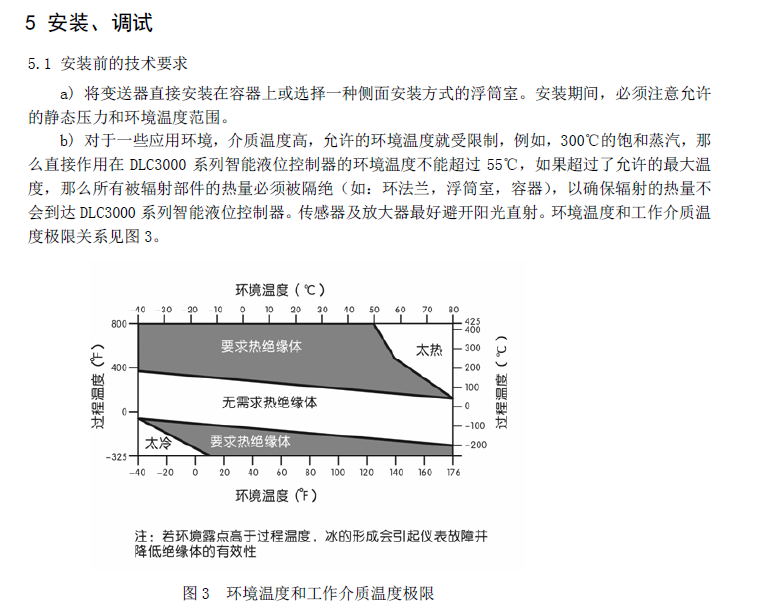 5 安装、调试
5.1 安装前的技术要求
a) 将变送器直接安装在容器上或选择一种侧面安装方式的浮筒室。安装期间，必须注意允许
的静态压力和环境温度范围。
b) 对于一些应用环境，介质温度高，允许的环境温度就受限制，例如，300℃的饱和蒸汽，那
么直接作用在 DLC3000 系列智能液位控制器的环境温度不能超过 55℃，如果超过了允许的最大温
度，那么所有被辐射部件的热量必须被隔绝（如：环法兰，浮筒室，容器），以确保辐射的热量不
会到达 DLC3000 系列智能液位控制器。传感器及放大器最好避开阳光直射。环境温度和工作介质温
度极限关系见图 3。
环境温度（℃）
-40 30 20 -10 0 10 20 30 40 50 60 70 80
800
400
0
-325
过程温度（℉）
要求热绝缘体
太热
无需求热绝缘体
太冷
要求热绝缘体
425
400
300
200
100
0
-100
-200
过程温度（℃）
-40 -20 0 20 40 60 80 100 120 140 160 176
环境温度（℉）
注：若环境露点高于过程温度，冰的形成会引起仪表故障并
降低绝缘体的有效性
图 3 环境温度和工作介质温度极限